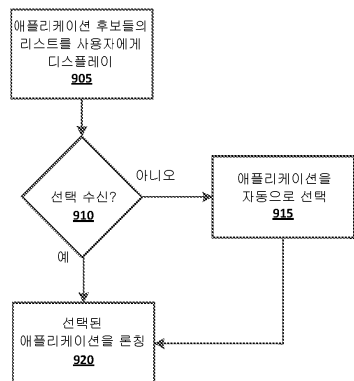 애플리케이션 후보들의
리스트를 사용자에게
디스플레이
905
선택 수신?
910
아니오
예
애플리케이션을
자동으로 선택
915
선택된
애플리케이션을 론칭
920